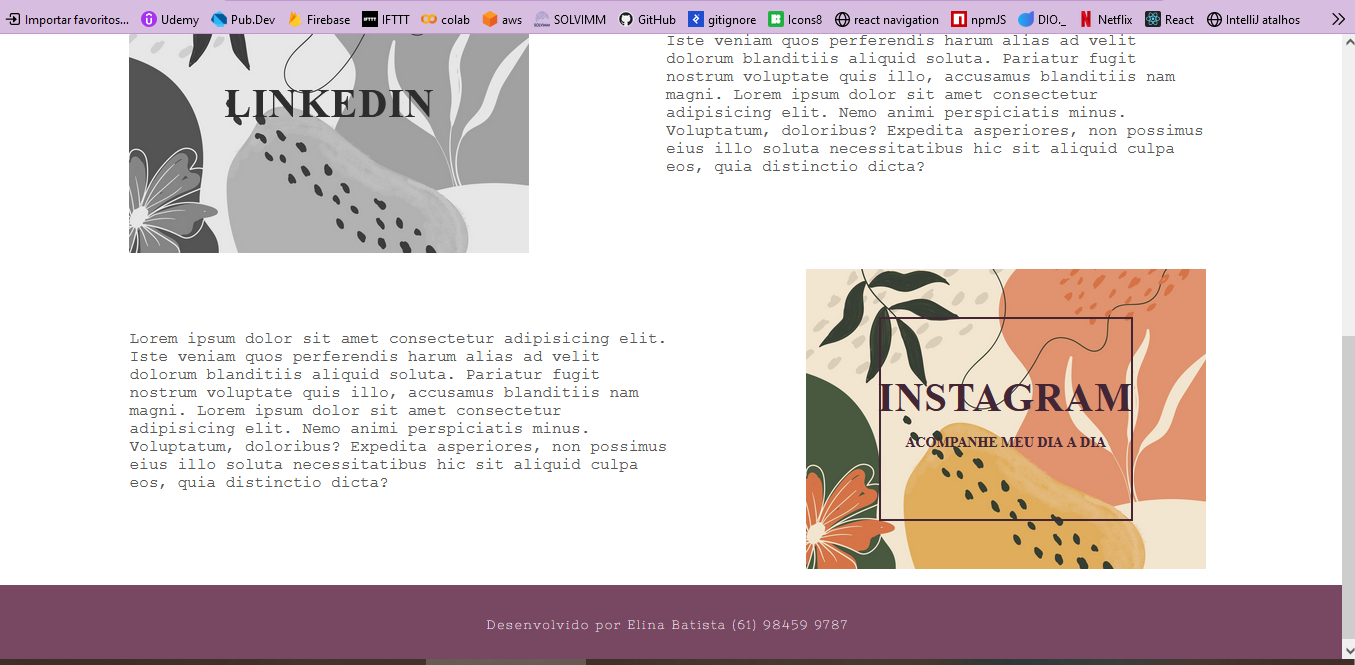 Importar favoritos... Udemy Pub.Dev Firebase IFTTT colab aws SOLVIMM GitHub gitignore Icons8 react navigation npmJS DIO._ Netflix React IntelliJ atalhos
Iste veniam quos perferendis harum alias ad velit
dolorum blanditiis aliquid soluta. Pariatur fugit
nostrum voluptate quis illo, accusamus blanditiis nam
magni. Lorem ipsum dolor sit amet consectetur
adipisicing elit. Nemo animi perspiciatis minus.
Voluptatum, doloribus? Expedita asperiores, non possimus
eius illo soluta necessitatibus hic sit aliquid culpa
eos, quia distinctio dicta?
LINKEDIN
Lorem ipsum dolor sit amet consectetur adipisicing elit.
Iste veniam quos perferendis harum alias ad velit
dolorum blanditiis aliquid soluta. Pariatur fugit
nostrum voluptate quis illo, accusamus blanditiis nam
magni. Lorem ipsum dolor sit amet consectetur
adipisicing elit. Nemo animi perspiciatis minus.
Voluptatum, doloribus? Expedita asperiores, non possimus
eius illo soluta necessitatibus hic sit aliquid culpa
eos, quia distinctio dicta?
INSTAGRAM
ACOMPANHE MEU DIA A DIA
Desenvolvido por Elina Batista (61) 98459 9787